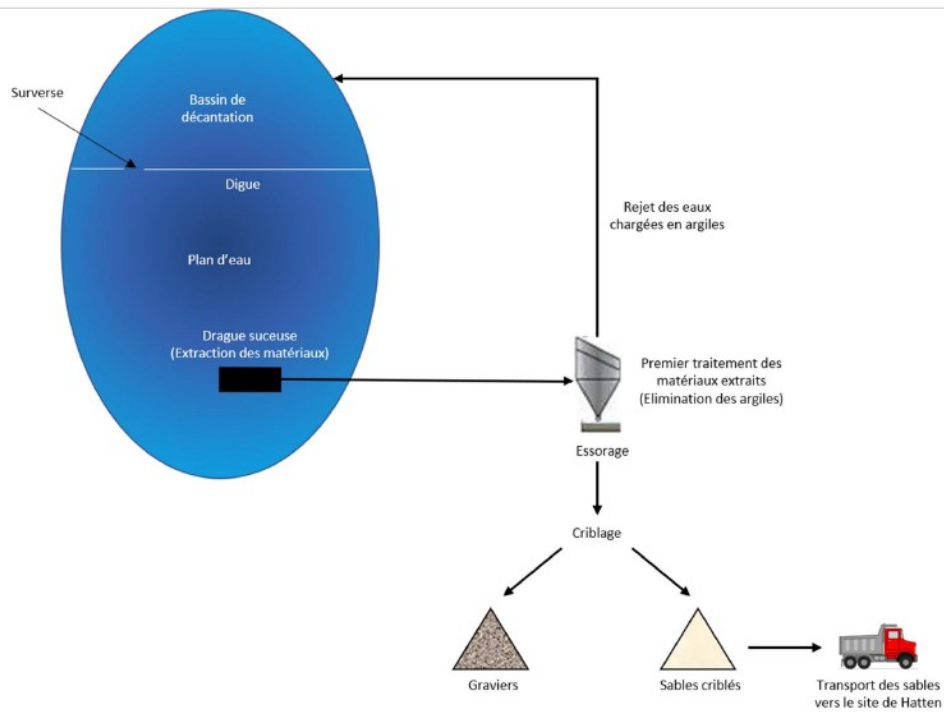 Surverse
Bassin de
décantation
Digue
Plan d'eau
Drague suceuse
(Extraction des matériaux)
Rejet des eaux
chargées en argiles
Premier traitement des
matériaux extraits
(Elimination des argiles)
Essorage
Criblage
Graviers
Sables criblés
Transport des sables
vers le site de Hatten